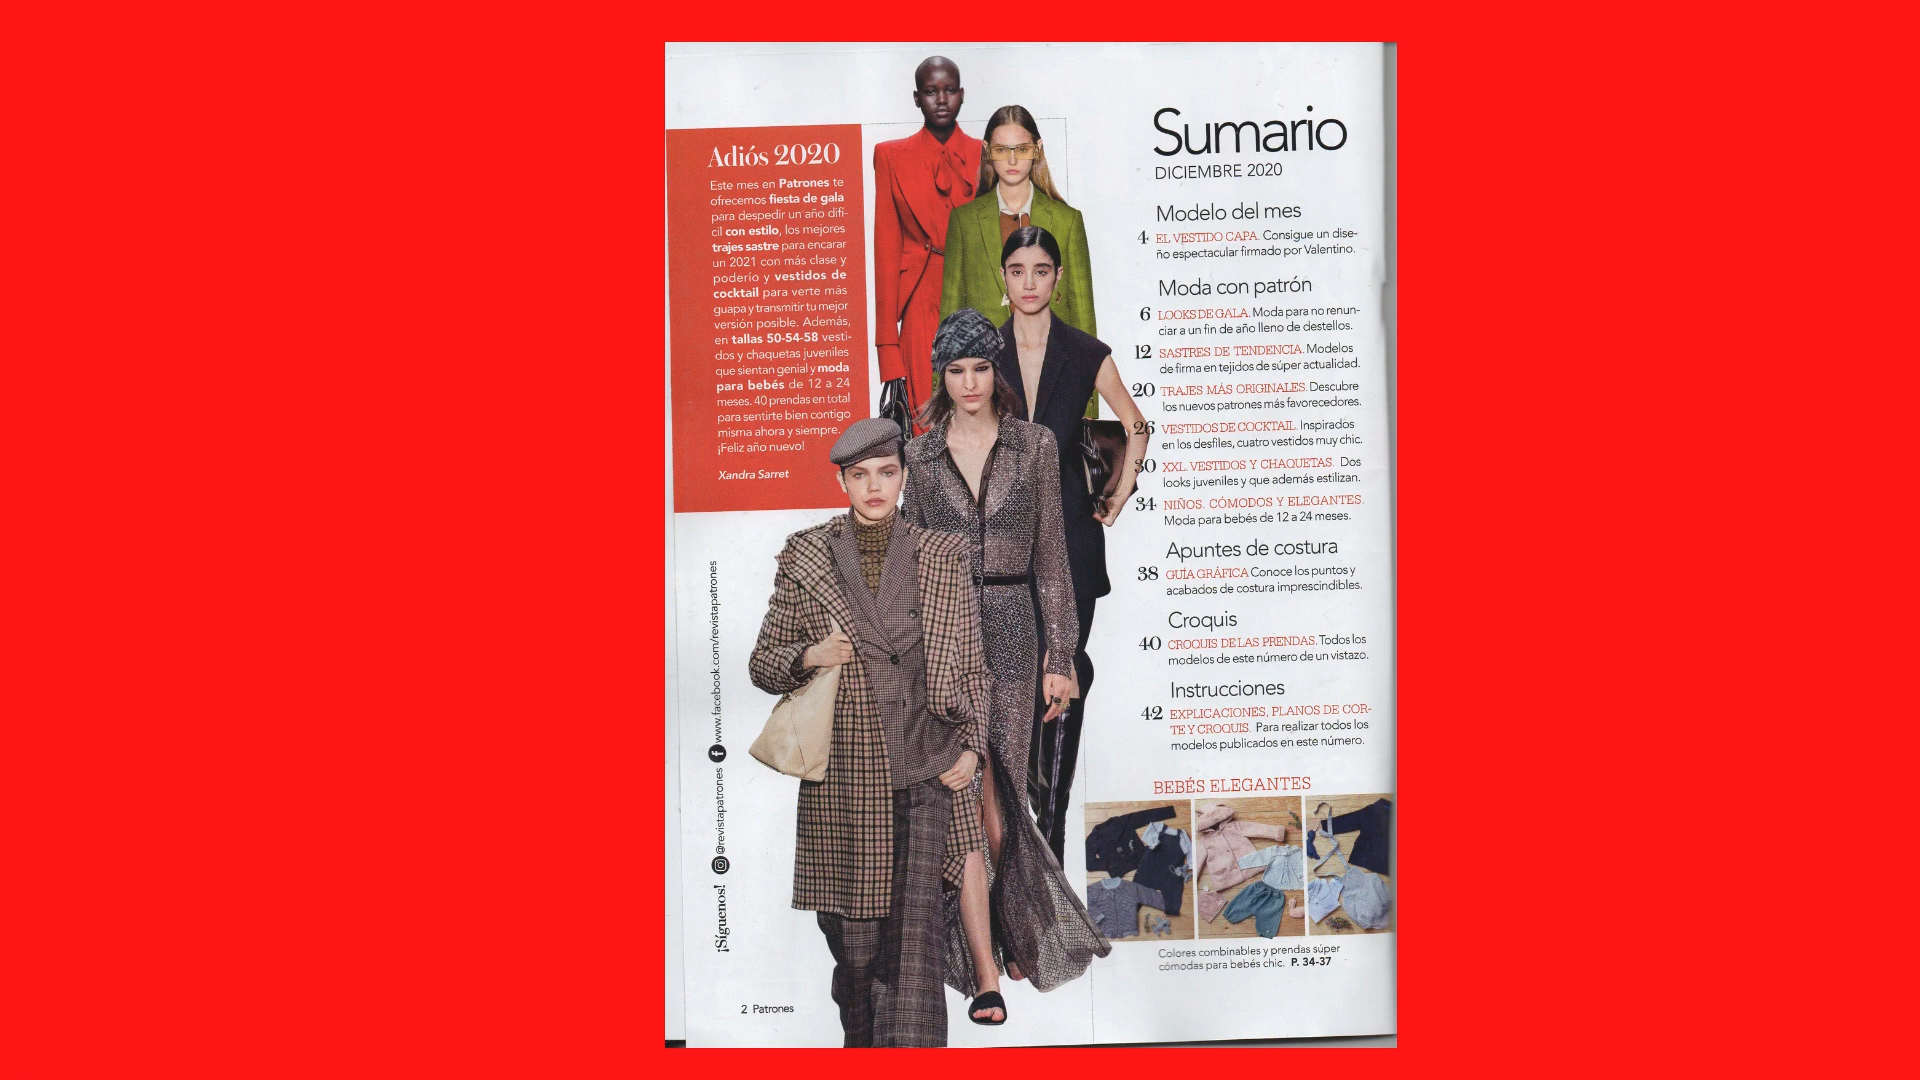 Adiós 2020
Este mes en Patrones te
ofrecemos fiesta de gala
para despedir un año difí-
cil con estilo, los mejores
trajes sastre para encarar
un 2021 con más clase y
poderío y vestidos de
cocktail para verte más
guapa y transmitir tu mejor
versión posible. Además,
en tallas 50-54-58 vesti-
dos y chaquetas juveniles
que sientan genial y moda
para bebés de 12 a 24
meses. 40 prendas en total
para sentirte bien contigo
misma ahora y siempre.
¡Feliz año nuevo!
Xandra Sarret
¡Síguenos! @revistapatrones www.facebook.com/revistapatrones
2 Patrones
Sumario
DICIEMBRE 2020
Modelo del mes
4 EL VESTIDO CAPA. Consigue un dise-
ño espectacular firmado por Valentino.
Moda con patrón
6 LOOKS DE GALA. Moda para no renun-
ciar a un fin de año lleno de destellos.
12 SASTRES DE TENDENCIA. Modelos
de firma en tejidos de súper actualidad.
20 TRAJES MÁS ORIGINALES. Descubre
los nuevos patrones más favorecedores.
26 VESTIDOS DE COCKTAIL. Inspirados
en los desfiles, cuatro vestidos muy chic.
30 XXL. VESTIDOS Y CHAQUETAS. Dos
looks juveniles y que además estilizan.
34 NIÑOS. CÓMODOS Y ELEGANTES.
Moda para bebés de 12 a 24 meses.
Apuntes de costura
38 GUÍA GRÁFICA Conoce los puntos y
acabados de costura imprescindibles.
Croquis
40 CROQUIS DE LAS PRENDAS. Todos los
modelos de este número de un vistazo.
Instrucciones
42 EXPLICACIONES, PLANOS DE COR-
TE Y CROQUIS. Para realizar todos los
modelos publicados en este número.
BEBÉS ELEGANTES
Colores combinables y prendas súper
cómodas para bebés chic. P. 34-37